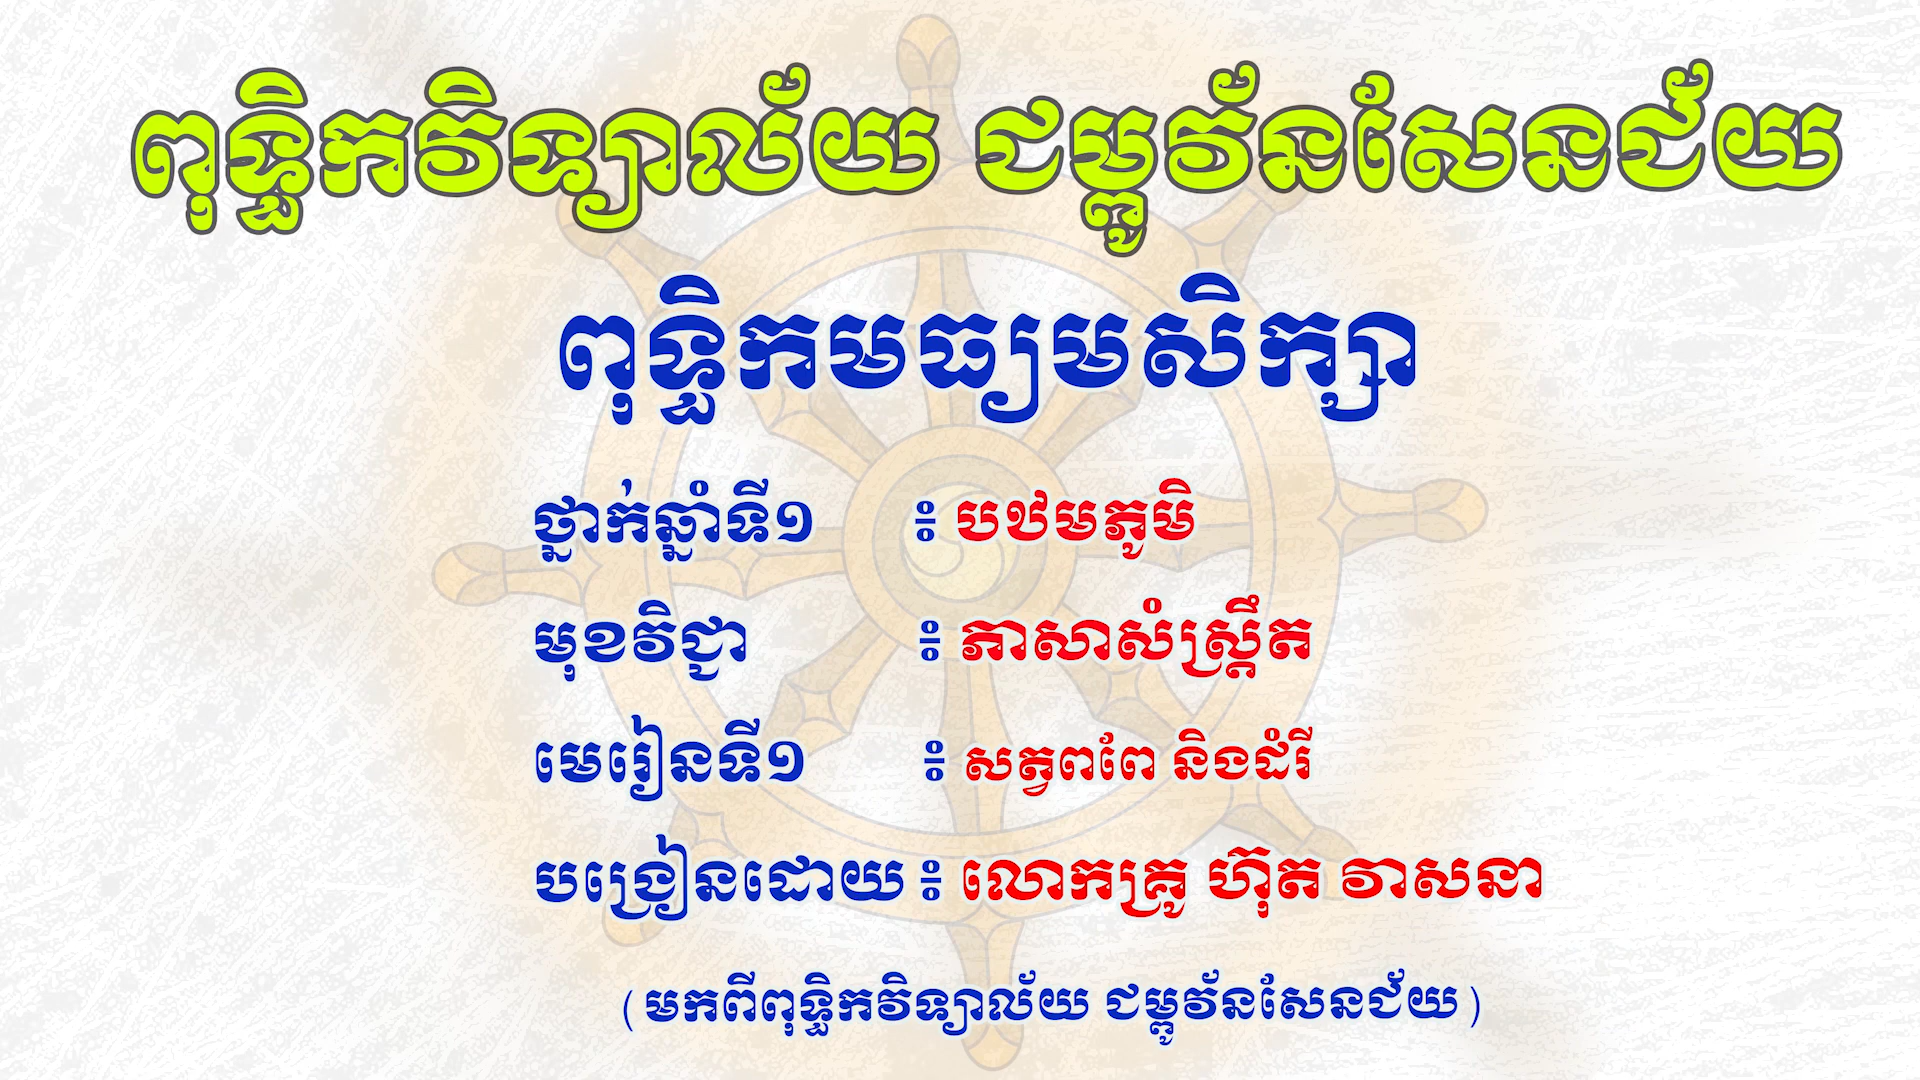 ពុទ្ធិកវិទ្យាល័យ ជម្ពូវ័នសែនជ័យ
ពុទ្ធិកមធ្យមសិក្សា
ថ្នាក់ឆ្នាំទី១ ៖ បឋមភូមិ
មុខវិជ្ជា ៖ ភាសាសំស្ក្រឹត
មេរៀនទី១ ៖ សត្វពពែ និងដំរី
បង្រៀនដោយ ៖ លោកគ្រូ ហ៊ុត វាសនា
(មកពីពុទ្ធិកវិទ្យាល័យ ជម្ពូវ័នសែនជ័យ)